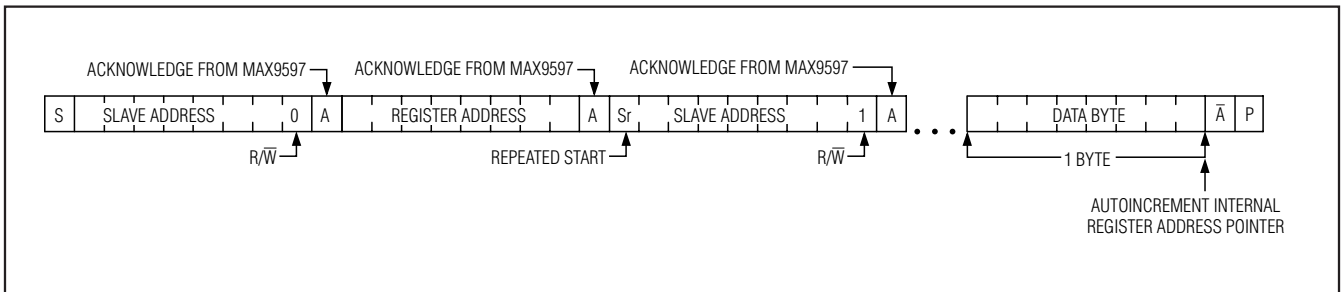 ACKNOWLEDGE FROM MAX9597 ACKNOWLEDGE FROM MAX9597 ACKNOWLEDGE FROM MAX9597
S SLAVE ADDRESS 0 A REGISTER ADDRESS A Sr SLAVE ADDRESS 1 A DATA BYTE A̅ P
R/W̅ REPEATED START R/W̅ 1 BYTE
AUTOINCREMENT INTERNAL
REGISTER ADDRESS POINTER